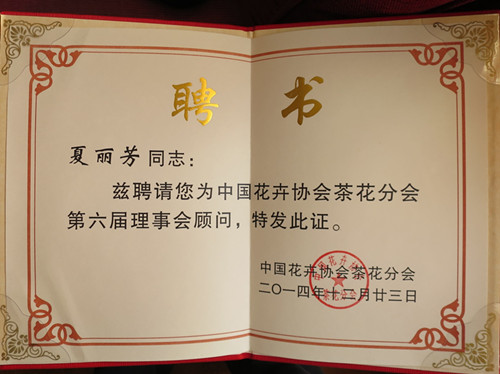 聘 书
夏丽芳同志：
兹聘请您为中国花卉协会茶花分会
第六届理事会顾问，特发此证。
中国花卉协会茶花分会
二〇一四年十二月廿三日